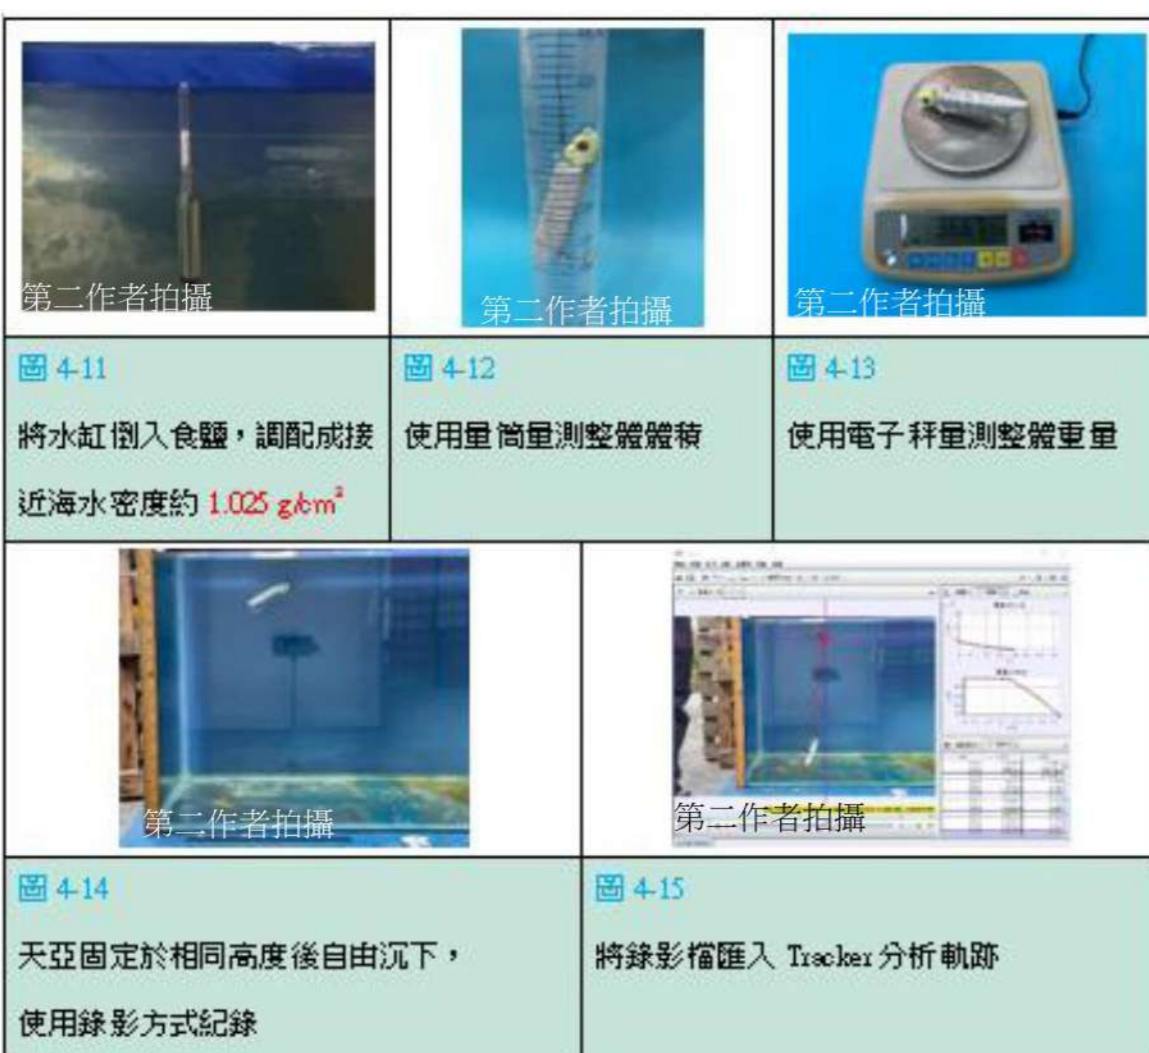 第二作者拍攝
第二作者拍攝
第二作者拍攝
圖 4-11
將水缸倒入食鹽，調配成接
近海水密度約 1.025 g/cm²
圖 4-12
使用量筒量測整體體積
圖 4-13
使用電子秤量測整體重量
第二作者拍攝
第二作者拍攝
圖 4-14
天亞固定於相同高度後自由沉下，
使用錄影方式紀錄
圖 4-15
將錄影檔匯入 Tracker 分析軌跡